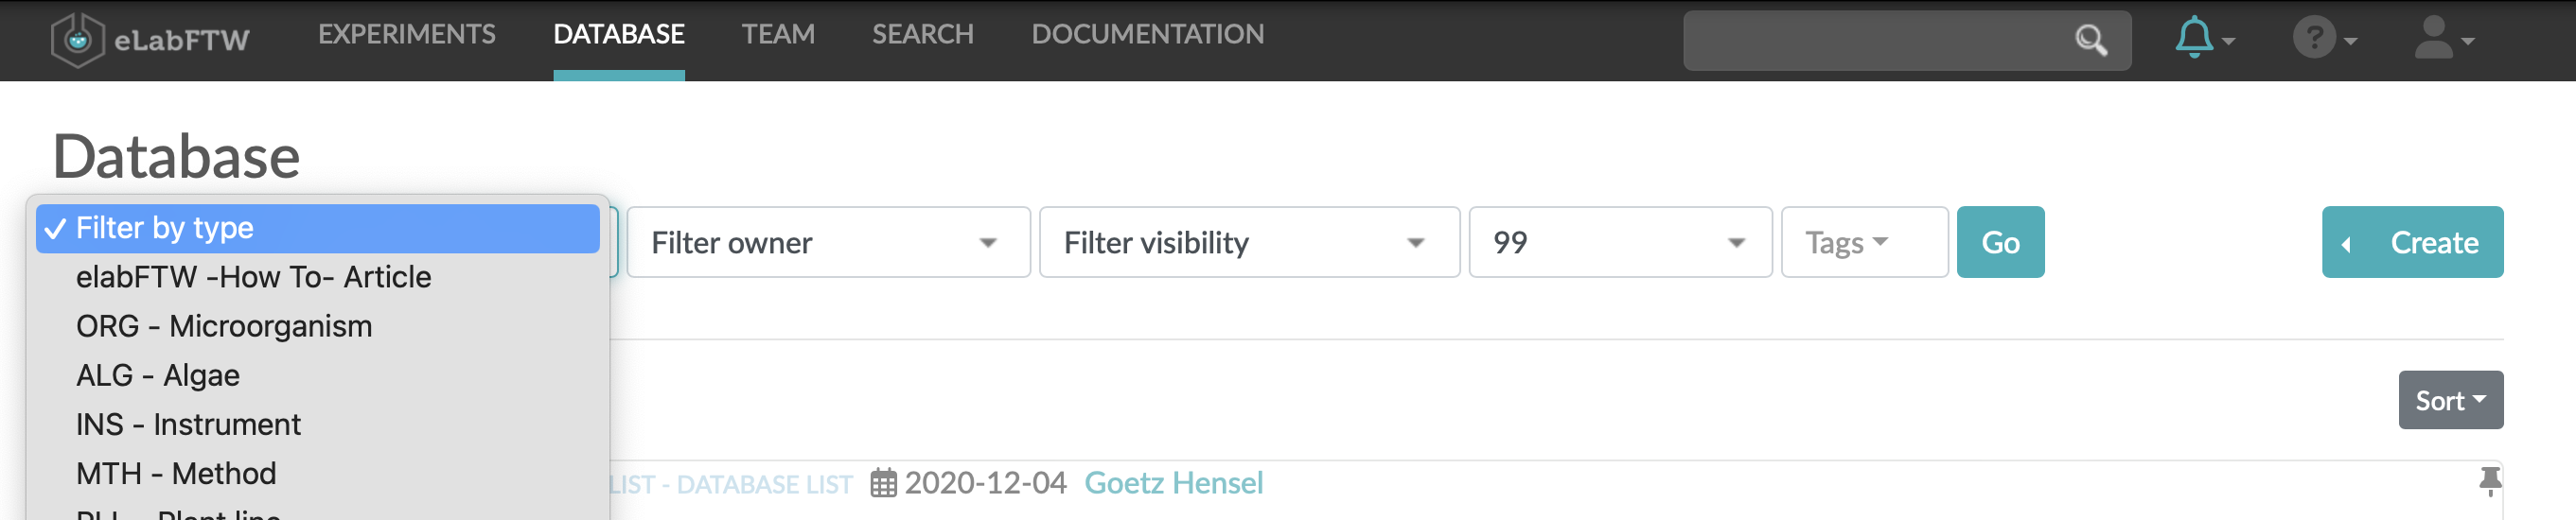 eLabFTW EXPERIMENTS DATABASE TEAM SEARCH DOCUMENTATION ?
Database
✓ Filter by type
Filter owner Filter visibility 99 Tags Go Create
elabFTW -How To- Article
ORG - Microorganism
ALG - Algae
Sort
INS - Instrument
MTH - Method
LIST - DATABASE LIST 2020-12-04 Goetz Hensel
Plant line